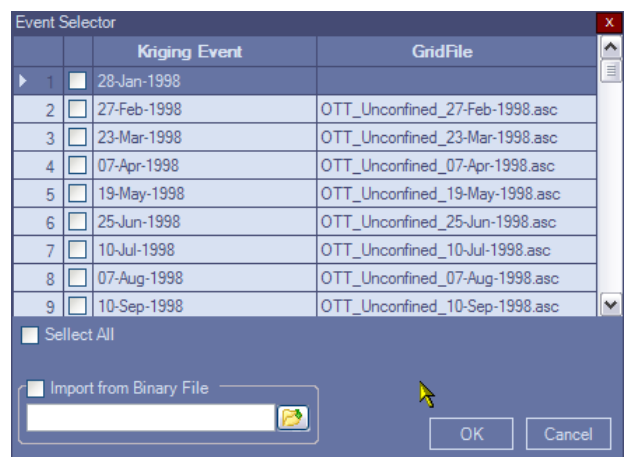 Event Selector x
Kriging Event GridFile
1 28-Jan-1998
2 27-Feb-1998 OTT_Unconfined_27-Feb-1998.asc
3 23-Mar-1998 OTT_Unconfined_23-Mar-1998.asc
4 07-Apr-1998 OTT_Unconfined_07-Apr-1998.asc
5 19-May-1998 OTT_Unconfined_19-May-1998.asc
6 25-Jun-1998 OTT_Unconfined_25-Jun-1998.asc
7 10-Jul-1998 OTT_Unconfined_10-Jul-1998.asc
8 07-Aug-1998 OTT_Unconfined_07-Aug-1998.asc
9 10-Sep-1998 OTT_Unconfined_10-Sep-1998.asc
Sellect All
Import from Binary File
OK Cancel